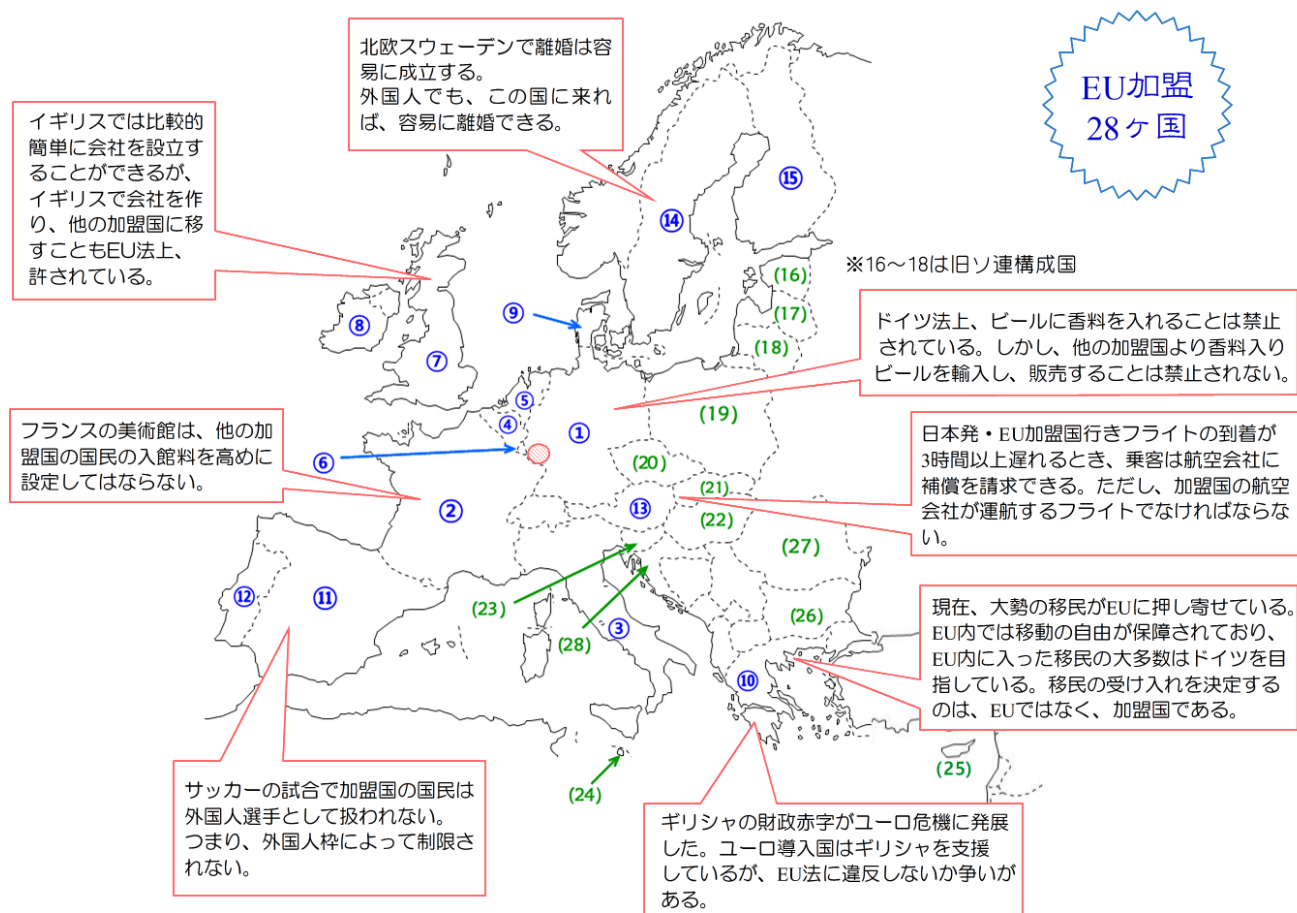 北欧スウェーデンで離婚は容
易に成立する。
外国人でも、この国に来れ
ば、容易に離婚できる。
EU加盟
28ヶ国
イギリスでは比較的
簡単に会社を設立す
ることができるが、
イギリスで会社を作
り、他の加盟国に移
すこともEU法上、
許されている。
⑮
⑭
※16～18は旧ソ連構成国
(16)
(17)
(18)
⑨
⑧
⑦
ドイツ法上、ビールに香料を入れることは禁止
されている。しかし、他の加盟国より香料入り
ビールを輸入し、販売することは禁止されない。
⑤
④
①
(19)
フランスの美術館は、他の加
盟国の国民の入館料を高めに
設定してはならない。
⑥
②
(20)
(21)
⑬
(22)
日本発・EU加盟国行きフライトの到着が
3時間以上遅れるとき、乗客は航空会社に
補償を請求できる。ただし、加盟国の航空
会社が運航するフライトでなければならな
い。
(27)
⑫
⑪
(23)
(28)
③
(26)
⑩
現在、大勢の移民がEUに押し寄せている。
EU内では移動の自由が保障されており、
EU内に入った移民の大多数はドイツを目
指している。移民の受け入れを決定する
のは、EUではなく、加盟国である。
(25)
(24)
サッカーの試合で加盟国の国民は
外国人選手として扱われない。
つまり、外国人枠によって制限さ
れない。
ギリシャの財政赤字がユーロ危機に発展
した。ユーロ導入国はギリシャを支援
しているが、EU法に違反しないか争いが
ある。